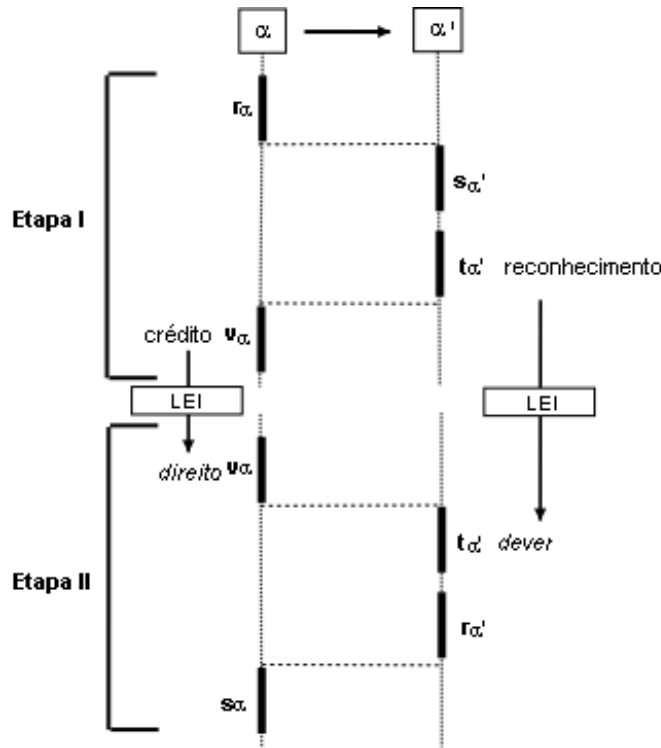 α α'
rα
sα'
Etapa I
tα' reconhecimento
crédito vα
LEI LEI
direito vα
tα' dever
Etapa II
rα'
sα